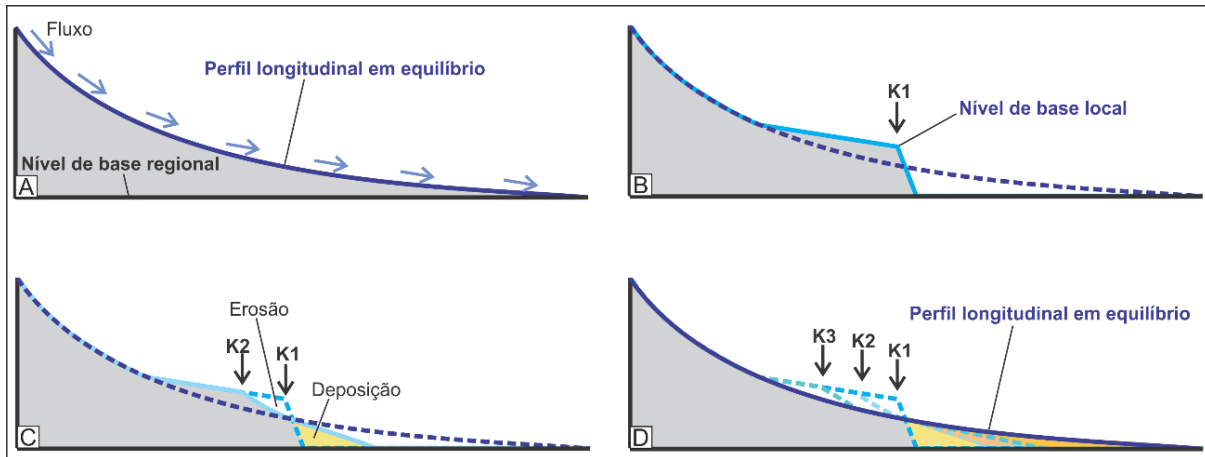 Fluxo
Perfil longitudinal em equilíbrio
Nível de base regional
A
K1
Nível de base local
B
Erosão
K2
K1
Deposição
C
Perfil longitudinal em equilíbrio
K3
K2
K1
D